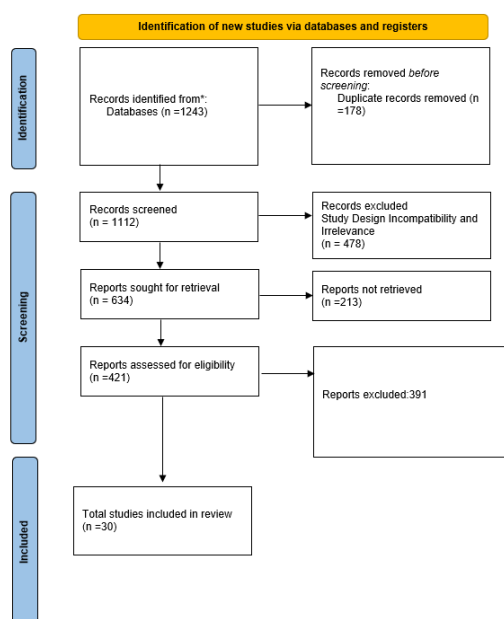 Identification of new studies via databases and registers
Identification
Records identified from*:
Databases (n =1243)
Records removed before
screening:
Duplicate records removed (n
=178)
Screening
Records screened
(n = 1112)
Records excluded
Study Design Incompatibility and
Irrelevance
(n = 478)
Reports sought for retrieval
(n = 634)
Reports not retrieved
(n =213)
Reports assessed for eligibility
(n =421)
Reports excluded:391
Included
Total studies included in review
(n =30)